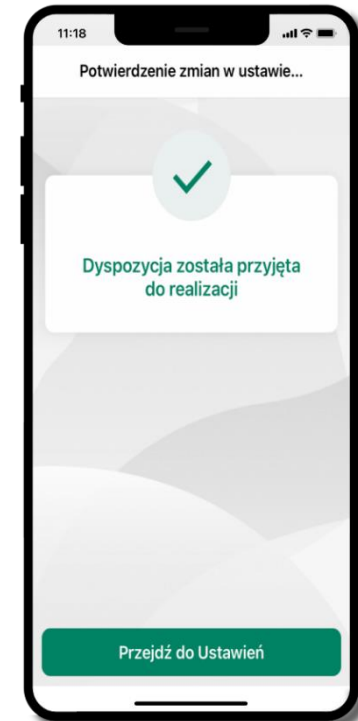 11:18
Potwierdzenie zmian w ustawie...
Dyspozycja została przyjęta
do realizacji
Przejdź do Ustawień